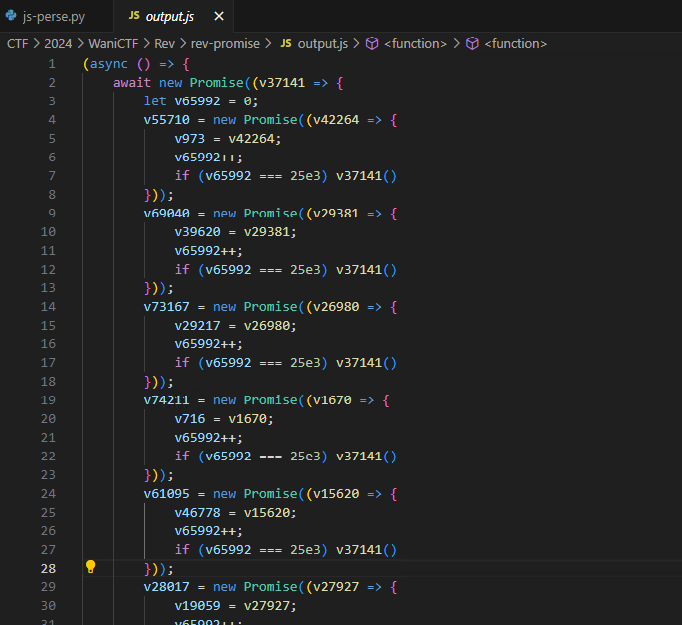 js-perse.py JS output.js ×
CTF > 2024 > WaniCTF > Rev > rev-promise > JS output.js > <function> > <function>
1 (async () => {
2 await new Promise((v37141 => {
3 let v65992 = 0;
4 v55710 = new Promise((v42264 => {
5 v973 = v42264;
6 v65992++;
7 if (v65992 === 25e3) v37141()
8 }));
9 v69040 = new Promise((v29381 => {
10 v39620 = v29381;
11 v65992++;
12 if (v65992 === 25e3) v37141()
13 }));
14 v73167 = new Promise((v26980 => {
15 v29217 = v26980;
16 v65992++;
17 if (v65992 === 25e3) v37141()
18 }));
19 v74211 = new Promise((v1670 => {
20 v716 = v1670;
21 v65992++;
22 if (v65992 === 25e3) v37141()
23 }));
24 v61095 = new Promise((v15620 => {
25 v46778 = v15620;
26 v65992++;
27 if (v65992 === 25e3) v37141()
28 }));
29 v28017 = new Promise((v27927 => {
30 v19059 = v27927;
31 v65992++;